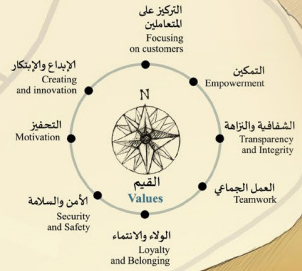 التركيز على
المتعاملين
Focusing
on customers
الإبداع والإبتكار
Creating
and innovation
التمكين
Empowerment
N
التحفيز
Motivation
الشفافية والنزاهة
Transparency
and Integrity
القيم
Values
الأمن والسلامة
Security
and Safety
العمل الجماعي
Teamwork
الولاء والانتماء
Loyalty
and Belonging